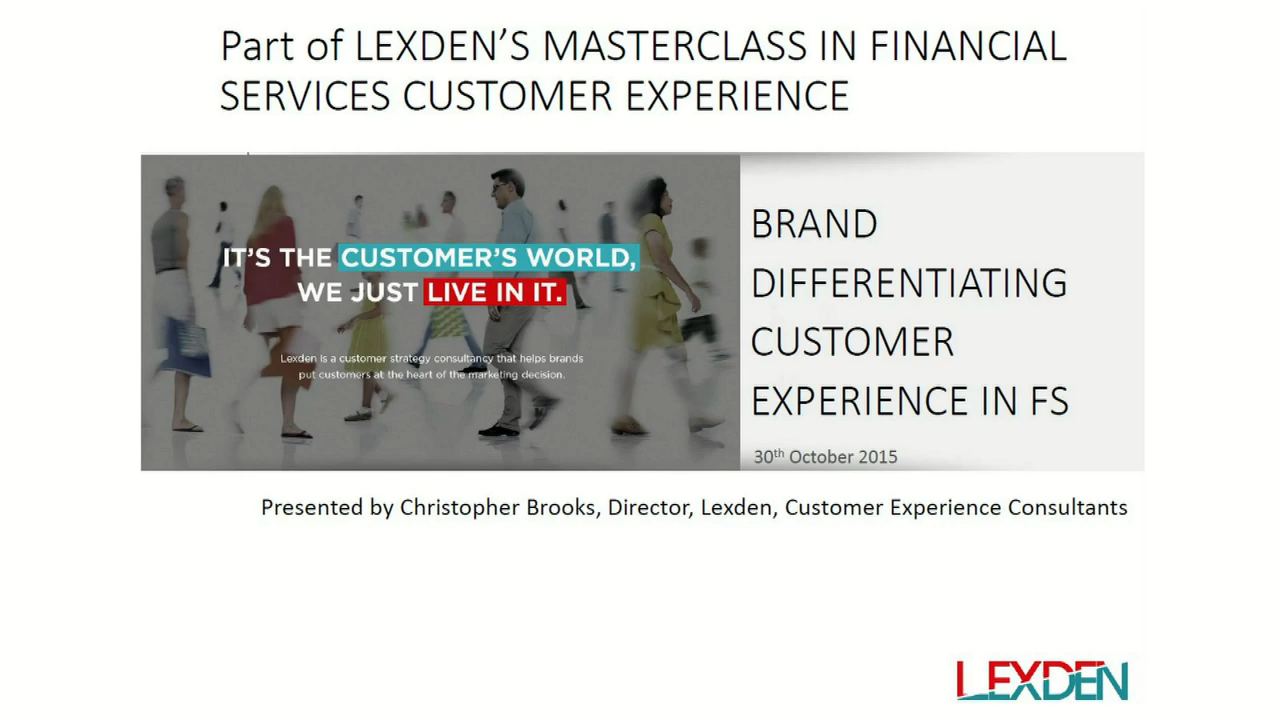 Part of LEXDEN’S MASTERCLASS IN FINANCIAL
SERVICES CUSTOMER EXPERIENCE
IT’S THE CUSTOMER’S WORLD,
WE JUST LIVE IN IT.
Lexden is a customer strategy consultancy that helps brands
put customers at the heart of the marketing decision.
BRAND
DIFFERENTIATING
CUSTOMER
EXPERIENCE IN FS
30th October 2015
Presented by Christopher Brooks, Director, Lexden, Customer Experience Consultants
LEXDEN